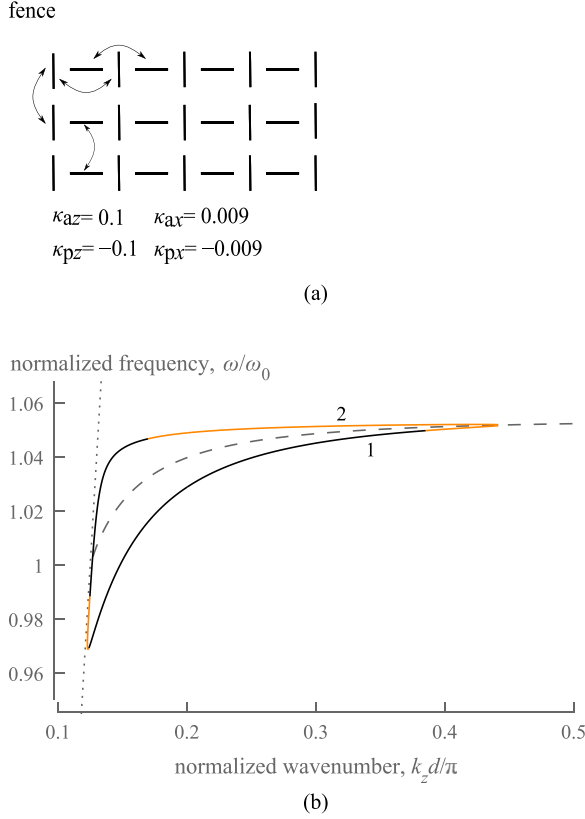 fence
κaz= 0.1 κax= 0.009
κpz= −0.1 κpx= −0.009
(a)
normalized frequency, ω/ω0
1.06
1.04
1.02
1
0.98
0.96
2
1
0.1 0.2 0.3 0.4 0.5
normalized wavenumber, kzd/π
(b)